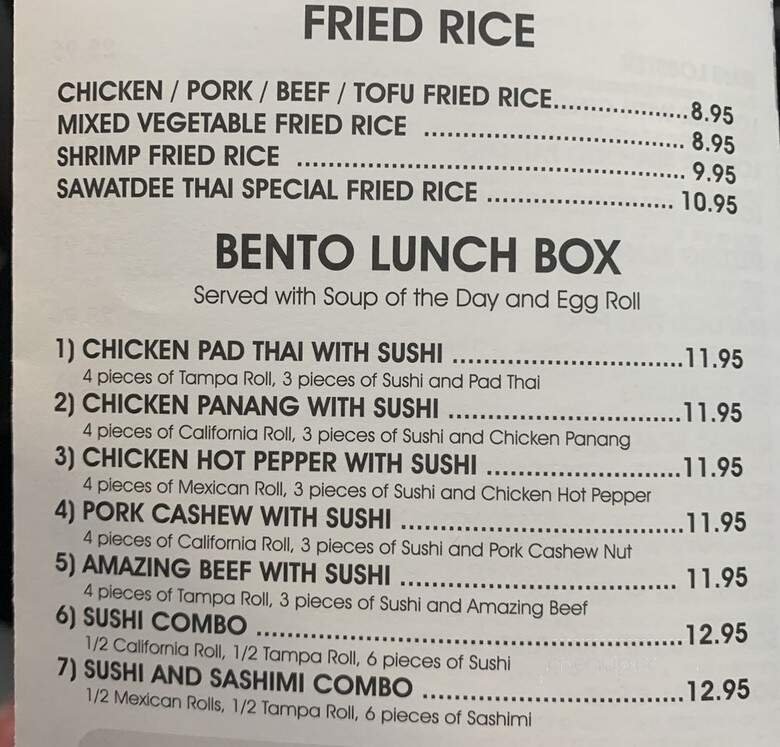 FRIED RICE
CHICKEN / PORK / BEEF / TOFU FRIED RICE...................8.95
MIXED VEGETABLE FRIED RICE .................................... 8.95
SHRIMP FRIED RICE ...................................................... 9.95
SAWATDEE THAI SPECIAL FRIED RICE .......................... 10.95
BENTO LUNCH BOX
Served with Soup of the Day and Egg Roll
1) CHICKEN PAD THAI WITH SUSHI ................................11.95
4 pieces of Tampa Roll, 3 pieces of Sushi and Pad Thai
2) CHICKEN PANANG WITH SUSHI ................................11.95
4 pieces of California Roll, 3 pieces of Sushi and Chicken Panang
3) CHICKEN HOT PEPPER WITH SUSHI ...........................11.95
4 pieces of Mexican Roll, 3 pieces of Sushi and Chicken Hot Pepper
4) PORK CASHEW WITH SUSHI .......................................11.95
4 pieces of California Roll, 3 pieces of Sushi and Pork Cashew Nut
5) AMAZING BEEF WITH SUSHI ...................................... 11.95
4 pieces of Tampa Roll, 3 pieces of Sushi and Amazing Beef
6) SUSHI COMBO ...........................................................12.95
1/2 California Roll, 1/2 Tampa Roll, 6 pieces of Sushi
7) SUSHI AND SASHIMI COMBO ....................................12.95
1/2 Mexican Rolls, 1/2 Tampa Roll, 6 pieces of Sashimi